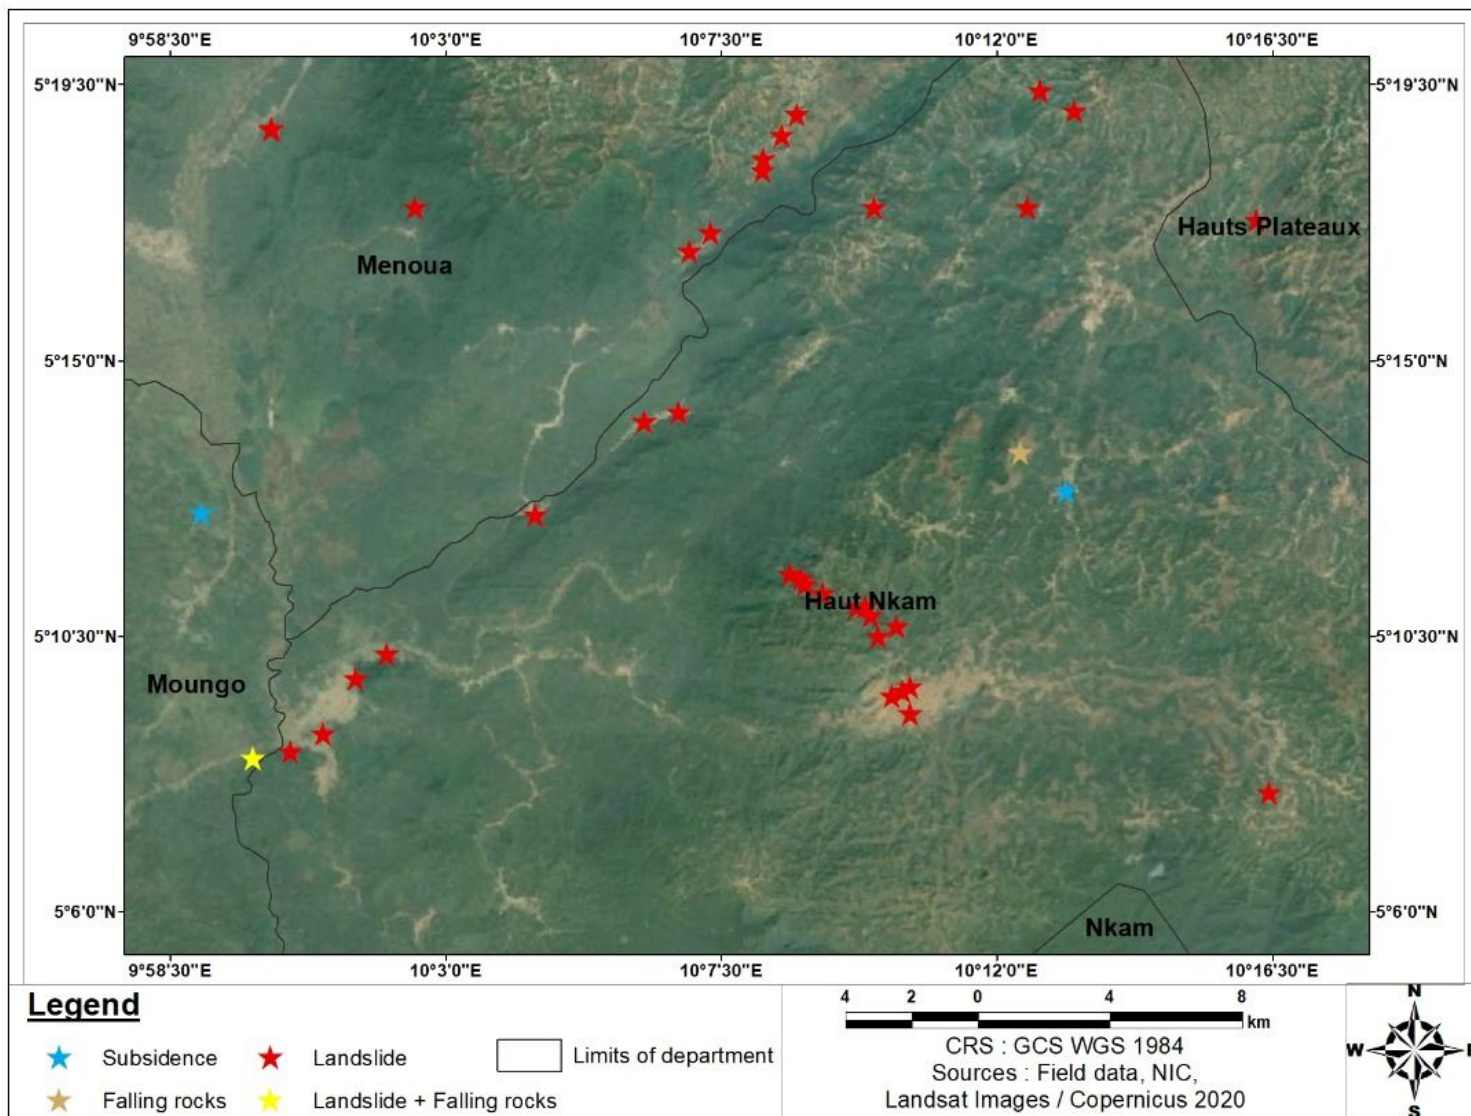 9°58'30"E 10°3'0"E 10°7'30"E 10°12'0"E 10°16'30"E
5°19'30"N 5°19'30"N
Hauts Plateaux
Menoua
5°15'0"N 5°15'0"N
Haut Nkam
5°10'30"N 5°10'30"N
Moungo
5°6'0"N 5°6'0"N
Nkam
9°58'30"E 10°3'0"E 10°7'30"E 10°12'0"E 10°16'30"E
Legend
Subsidence Landslide Limits of department
Falling rocks Landslide + Falling rocks
4 2 0 4 8
km
CRS : GCS WGS 1984
Sources : Field data, NIC,
Landsat Images / Copernicus 2020
N
W
S